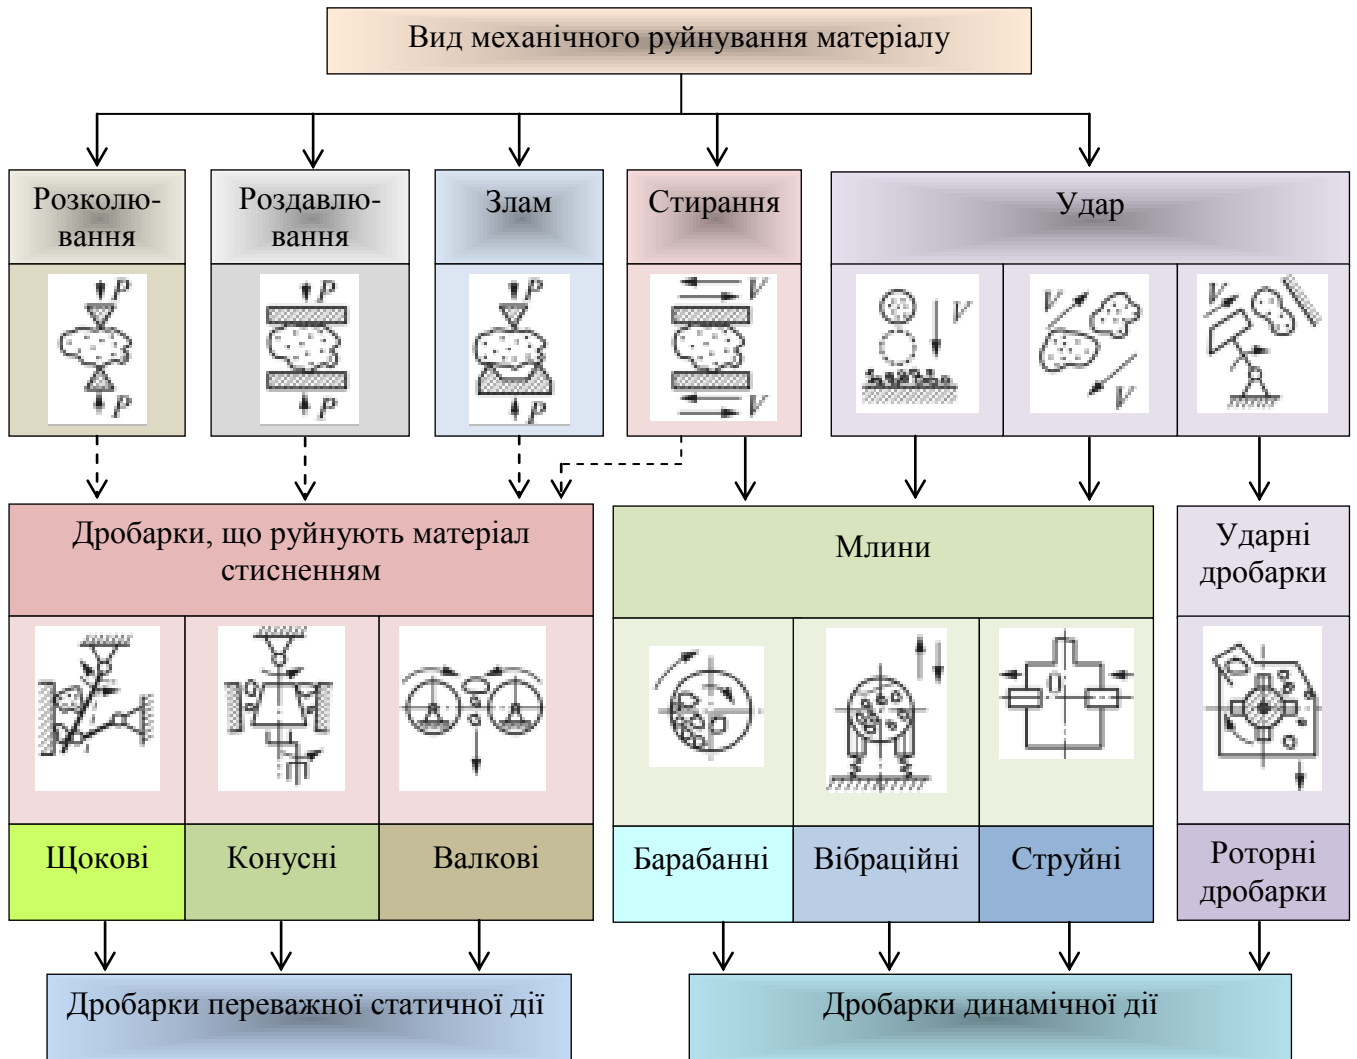 Вид механічного руйнування матеріалу
Розколю-
вання
Роздавлю-
вання
Злам
Стирання
Удар
P
P
P
P
P
P
V
V
V
V
V
V
Дробарки, що руйнують матеріал
стисненням
Млини
Ударні
дробарки
0
Щокові
Конусні
Валкові
Барабанні
Вібраційні
Струйні
Роторні
дробарки
Дробарки переважної статичної дії
Дробарки динамічної дії